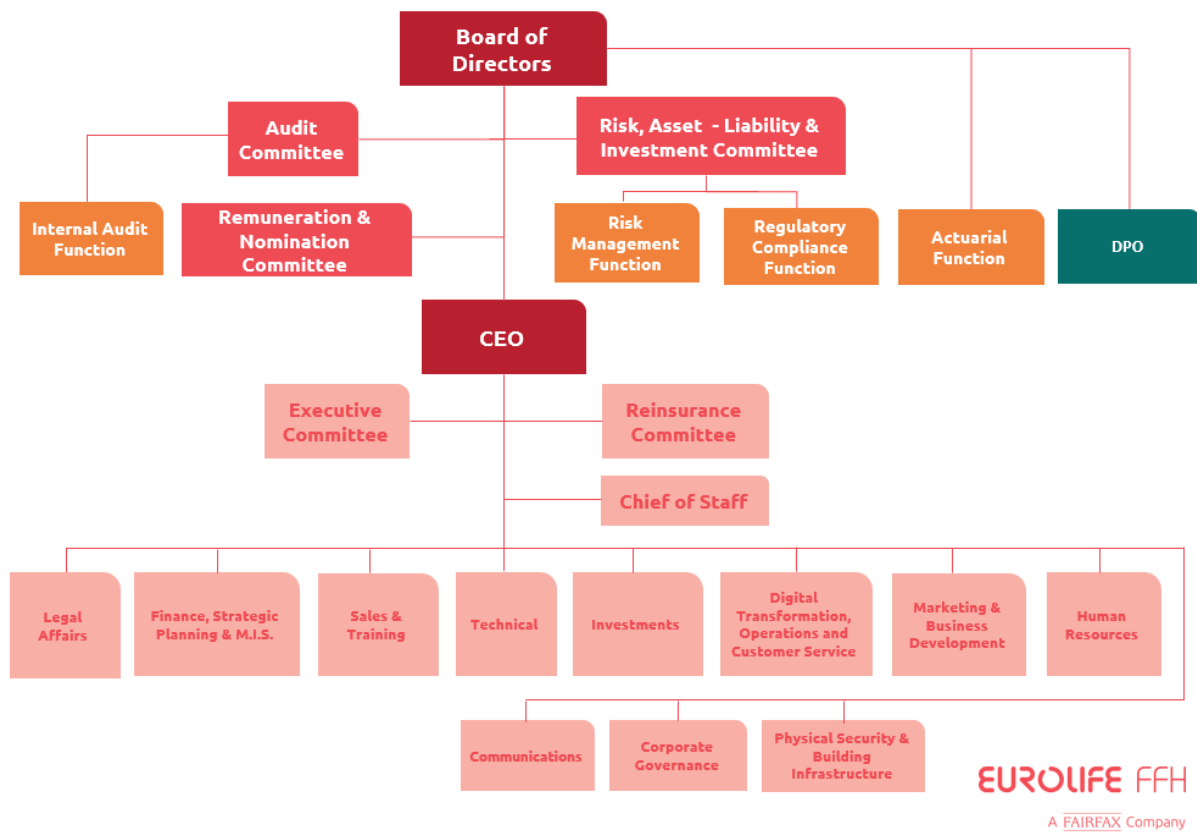 Board of
Directors
Audit
Committee
Risk, Asset - Liability &
Investment Committee
Internal Audit
Function
Remuneration &
Nomination
Committee
Risk
Management
Function
Regulatory
Compliance
Function
Actuarial
Function
DPO
CEO
Executive
Committee
Reinsurance
Committee
Chief of Staff
Legal
Affairs
Finance, Strategic
Planning & M.I.S.
Sales &
Training
Technical
Investments
Digital
Transformation,
Operations and
Customer Service
Marketing &
Business
Development
Human
Resources
Communications
Corporate
Governance
Physical Security &
Building
Infrastructure
EUROLIFE FFH
A FAIRFAX Company